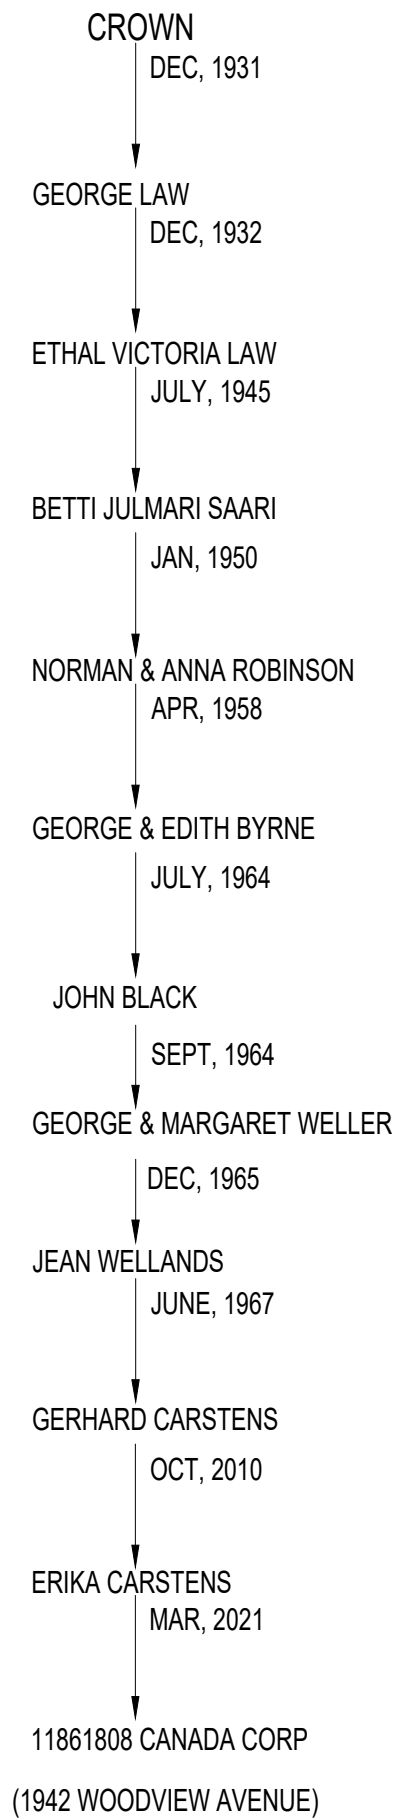 CROWN
DEC, 1931
GEORGE LAW
DEC, 1932
ETHAL VICTORIA LAW
JULY, 1945
BETTI JULMARI SAARI
JAN, 1950
NORMAN & ANNA ROBINSON
APR, 1958
GEORGE & EDITH BYRNE
JULY, 1964
JOHN BLACK
SEPT, 1964
GEORGE & MARGARET WELLER
DEC, 1965
JEAN WELLANDS
JUNE, 1967
GERHARD CARSTENS
OCT, 2010
ERIKA CARSTENS
MAR, 2021
11861808 CANADA CORP
(1942 WOODVIEW AVENUE)